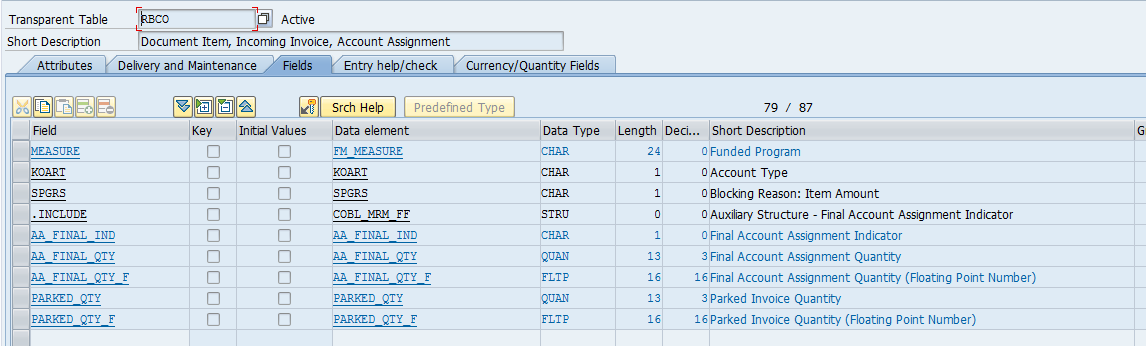 Transparent Table RBCO Active
Short Description Document Item, Incoming Invoice, Account Assignment
Attributes Delivery and Maintenance Fields Entry help/check Currency/Quantity Fields
Srch Help Predefined Type 79 / 87
Field Key Initial Values Data element Data Type Length Deci... Short Description G
MEASURE FM_MEASURE CHAR 24 0 Funded Program
KOART KOART CHAR 1 0 Account Type
SPGRS SPGRS CHAR 1 0 Blocking Reason: Item Amount
.INCLUDE COBL_MRM_FF STRU 0 0 Auxiliary Structure - Final Account Assignment Indicator
AA_FINAL_IND AA_FINAL_IND CHAR 1 0 Final Account Assignment Indicator
AA_FINAL_QTY AA_FINAL_QTY QUAN 13 3 Final Account Assignment Quantity
AA_FINAL_QTY_F AA_FINAL_QTY_F FLTP 16 16 Final Account Assignment Quantity (Floating Point Number)
PARKED_QTY PARKED_QTY QUAN 13 3 Parked Invoice Quantity
PARKED_QTY_F PARKED_QTY_F FLTP 16 16 Parked Invoice Quantity (Floating Point Number)